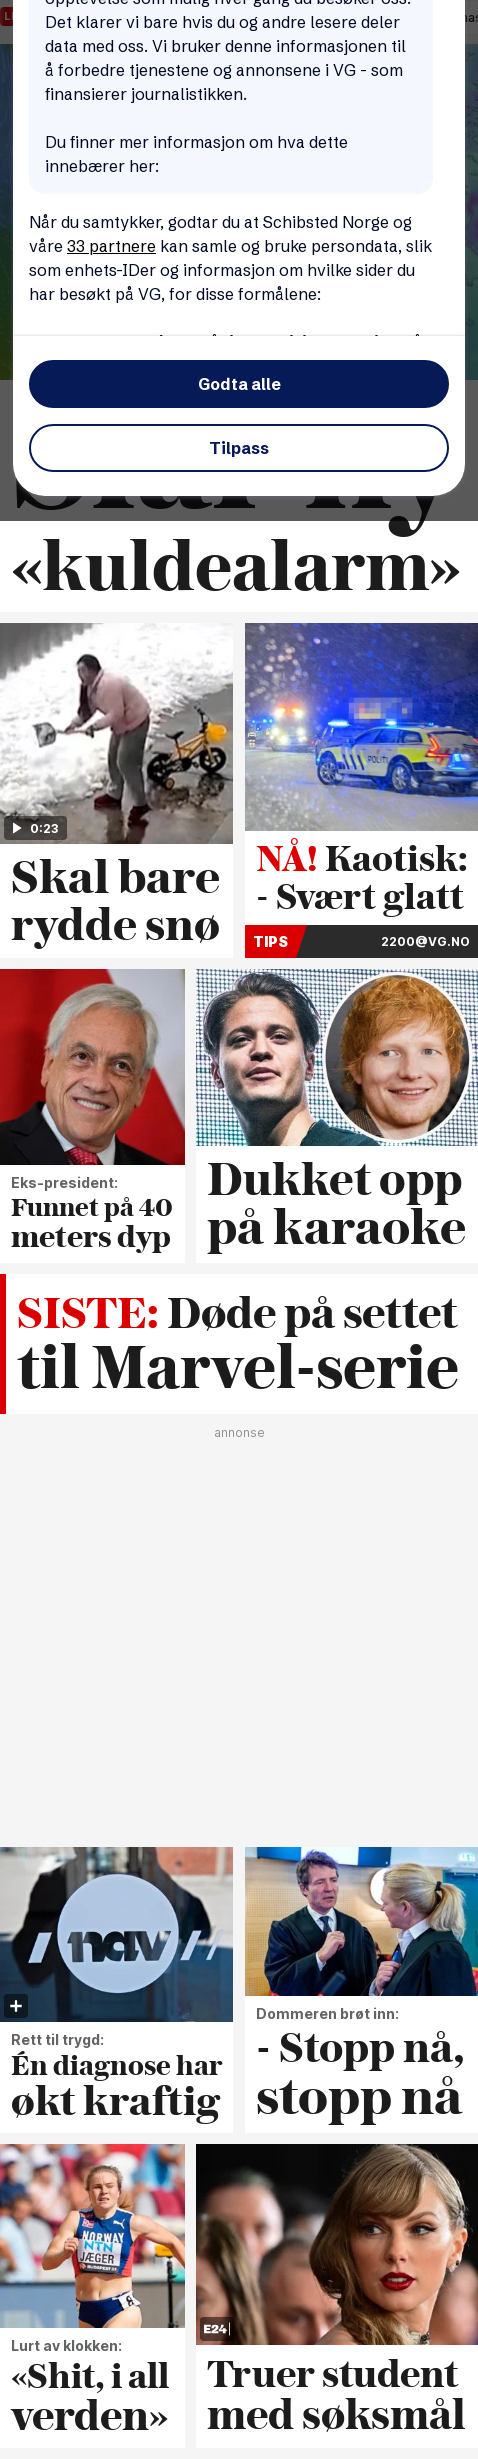 Det klarer vi bare hvis du og andre lesere deler
data med oss. Vi bruker denne informasjonen til
å forbedre tjenestene og annonsene i VG - som
finansierer journalistikken.
Du finner mer informasjon om hva dette
innebærer her:
Når du samtykker, godtar du at Schibsted Norge og
våre 33 partnere kan samle og bruke persondata, slik
som enhets-IDer og informasjon om hvilke sider du
har besøkt på VG, for disse formålene:
Godta alle
Tilpass
«kuldealarm»
0:23
Skal bare
rydde snø
POLITI
NÅ! Kaotisk:
- Svært glatt
TIPS 2200@VG.NO
Eks-president:
Funnet på 40
meters dyp
Dukket opp
på karaoke
SISTE: Døde på settet
til Marvel-serie
annonse
nav
Rett til trygd:
Én diagnose har
økt kraftig
Dommeren brøt inn:
- Stopp nå,
stopp nå
NORWAY
NTN
JÆGER
Lurt av klokken:
«Shit, i all
verden»
E24
Truer student
med søksmål